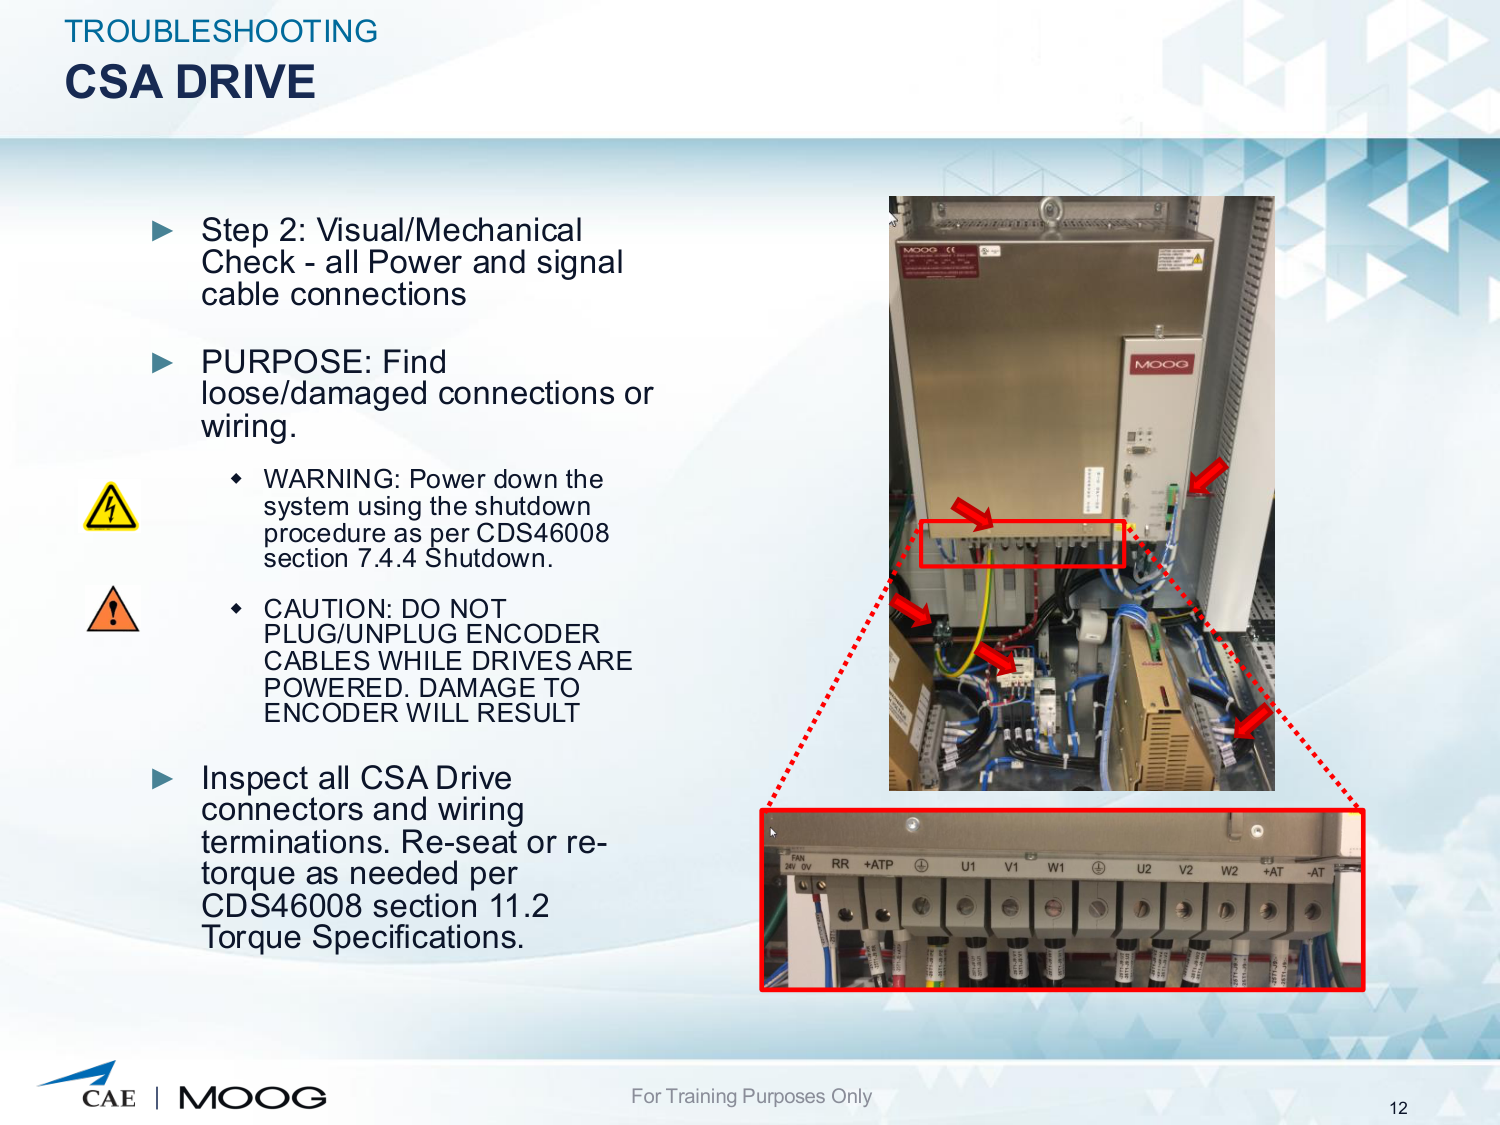 TROUBLESHOOTING
CSA DRIVE
Step 2: Visual/Mechanical
Check - all Power and signal
cable connections
PURPOSE: Find
loose/damaged connections or
wiring.
WARNING: Power down the
system using the shutdown
procedure as per CDS46008
section 7.4.4 Shutdown.
CAUTION: DO NOT
PLUG/UNPLUG ENCODER
CABLES WHILE DRIVES ARE
POWERED. DAMAGE TO
ENCODER WILL RESULT
Inspect all CSA Drive
connectors and wiring
terminations. Re-seat or re-
torque as needed per
CDS46008 section 11.2
Torque Specifications.
MOOG CE
MOOG
FAN
24V 0V RR +ATP U1 V1 W1 U2 V2 W2 +AT -AT
CAE | MOOG
For Training Purposes Only
12